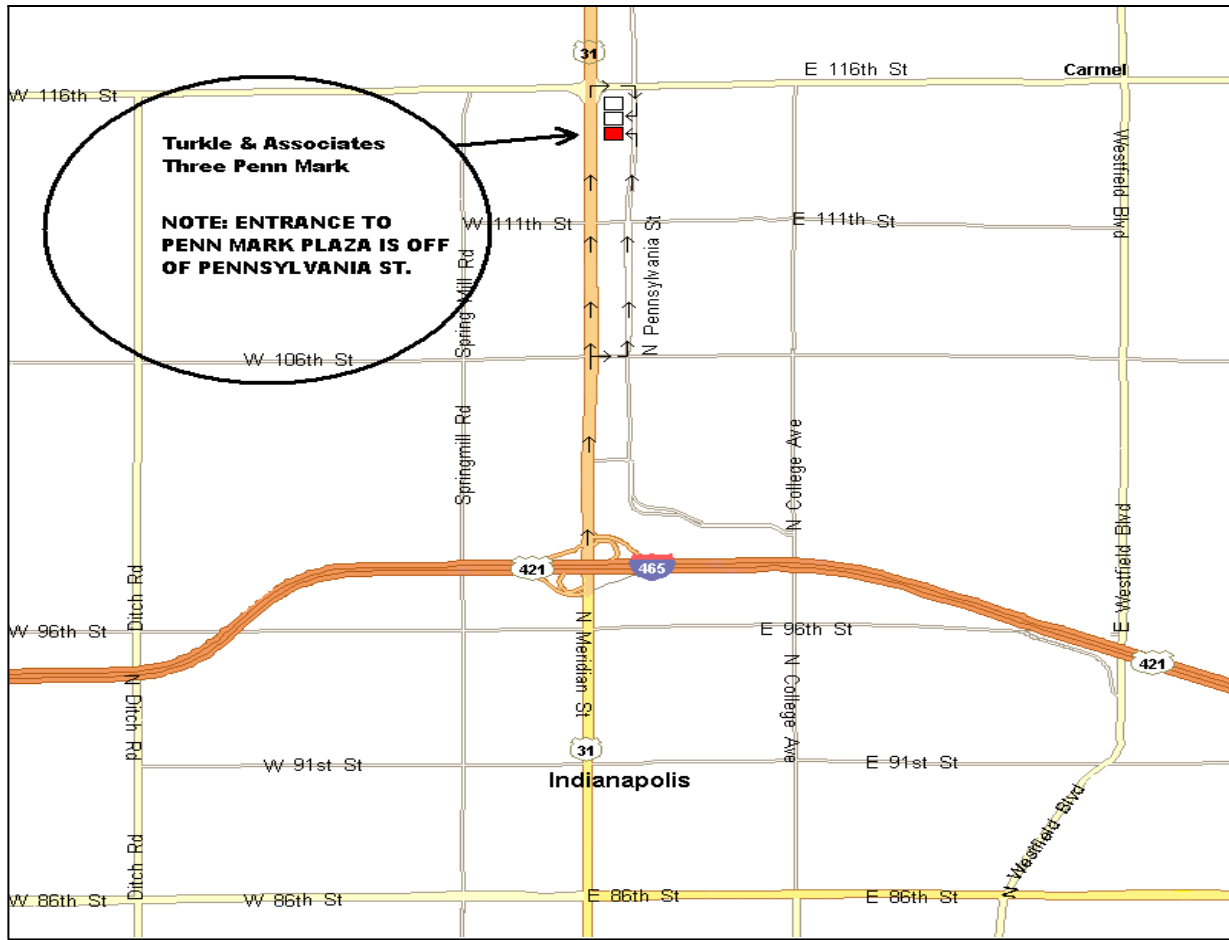 31
E 116th St
Carmel
W 116th St
Turkle & Associates
Three Penn Mark
NOTE: ENTRANCE TO
PENN MARK PLAZA IS OFF
OF PENNSYLVANIA ST.
W 111th St
E 111th St
Westfield Blvd
N Pennsylvania St
Spring Mill Rd
W 106th St
Springmill Rd
N College Ave
E Westfield Blvd
421
465
Ditch Rd
W 96th St
E 96th St
N Meridian St
421
N Ditch Rd
N College Ave
31
W 91st St
E 91st St
Indianapolis
Ditch Rd
N Westfield Blvd
W 86th St
W 86th St
E 86th St
E 86th St